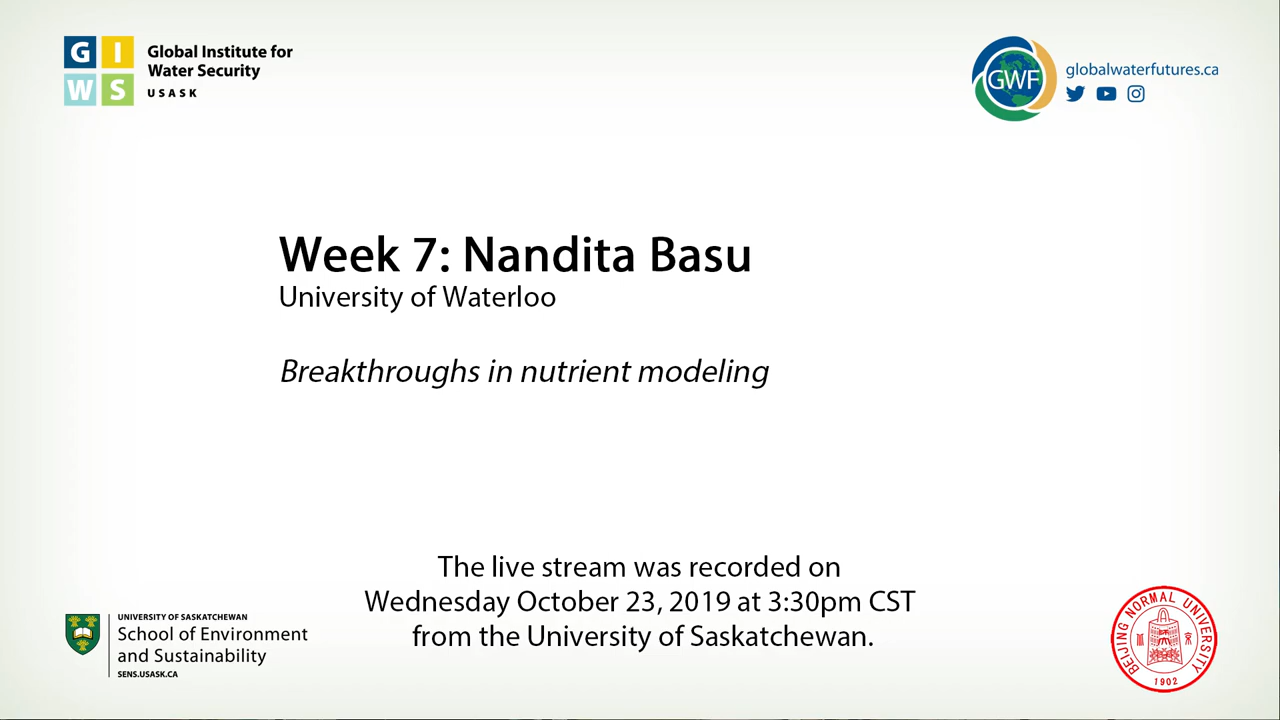 G I
W S
Global Institute for
Water Security
USASK
GWF
globalwaterfutures.ca
Week 7: Nandita Basu
University of Waterloo
Breakthroughs in nutrient modeling
The live stream was recorded on
Wednesday October 23, 2019 at 3:30pm CST
from the University of Saskatchewan.
UNIVERSITY OF SASKATCHEWAN
School of Environment
and Sustainability
SENS.USASK.CA
BEIJING NORMAL UNIVERSITY
1902